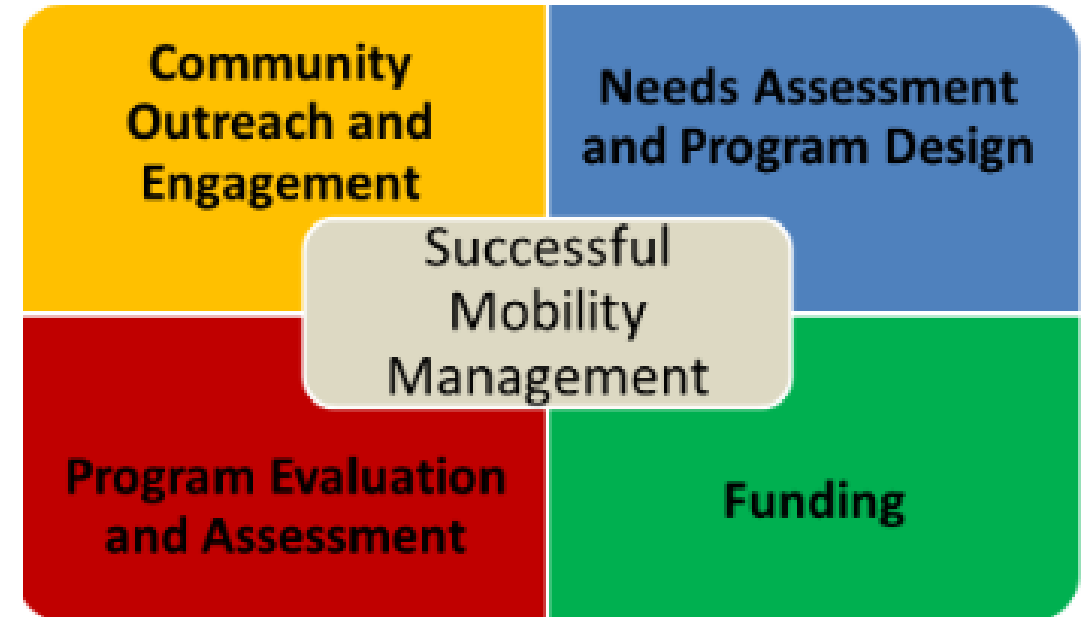 Community
Outreach and
Engagement
Needs Assessment
and Program Design
Successful
Mobility
Management
Program Evaluation
and Assessment
Funding